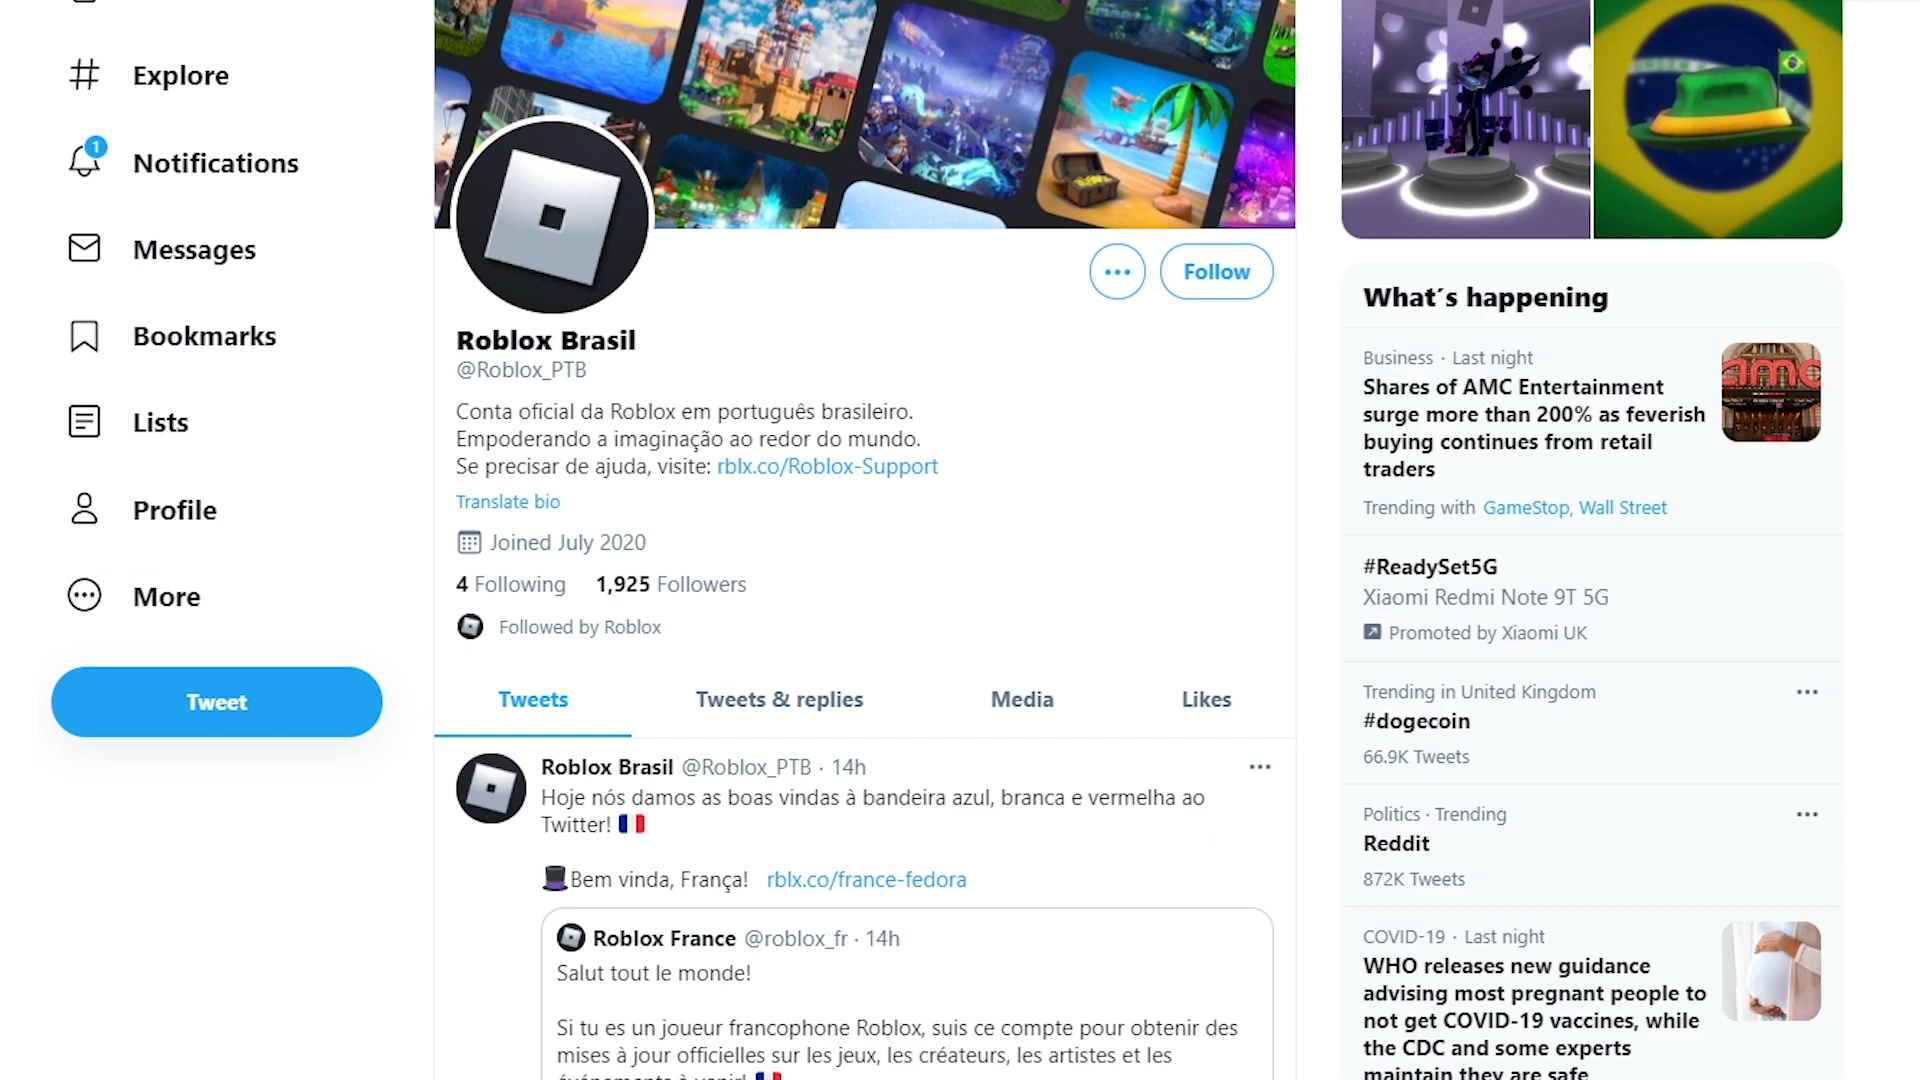 Explore
1
Notifications
Messages
Bookmarks
Lists
Profile
More
Tweet
Follow
Roblox Brasil
@Roblox_PTB
Conta oficial da Roblox em português brasileiro.
Empoderando a imaginação ao redor do mundo.
Se precisar de ajuda, visite: rblx.co/Roblox-Support
Translate bio
Joined July 2020
4 Following 1,925 Followers
Followed by Roblox
Tweets Tweets & replies Media Likes
Roblox Brasil @Roblox_PTB · 14h
Hoje nós damos as boas vindas à bandeira azul, branca e vermelha ao
Twitter!
Bem vinda, França! rblx.co/france-fedora
Roblox France @roblox_fr · 14h
Salut tout le monde!
Si tu es un joueur francophone Roblox, suis ce compte pour obtenir des
mises à jour officielles sur les jeux, les créateurs, les artistes et les
événements à venir!
What´s happening
Business · Last night
Shares of AMC Entertainment
surge more than 200% as feverish
buying continues from retail
traders
amc
Trending with GameStop, Wall Street
#ReadySet5G
Xiaomi Redmi Note 9T 5G
Promoted by Xiaomi UK
Trending in United Kingdom
#dogecoin
66.9K Tweets
Politics · Trending
Reddit
872K Tweets
COVID-19 · Last night
WHO releases new guidance
advising most pregnant people to
not get COVID-19 vaccines, while
the CDC and some experts
maintain they are safe